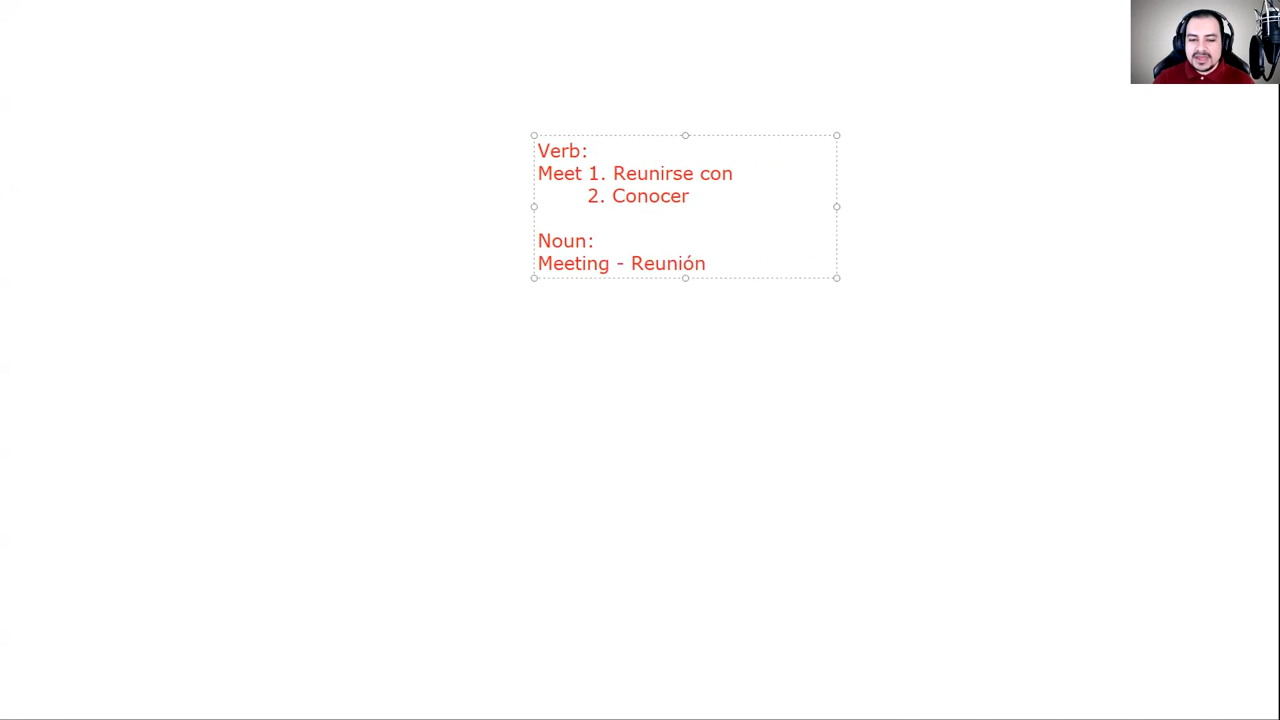 Verb:
Meet 1. Reunirse con
2. Conocer
Noun:
Meeting - Reunión